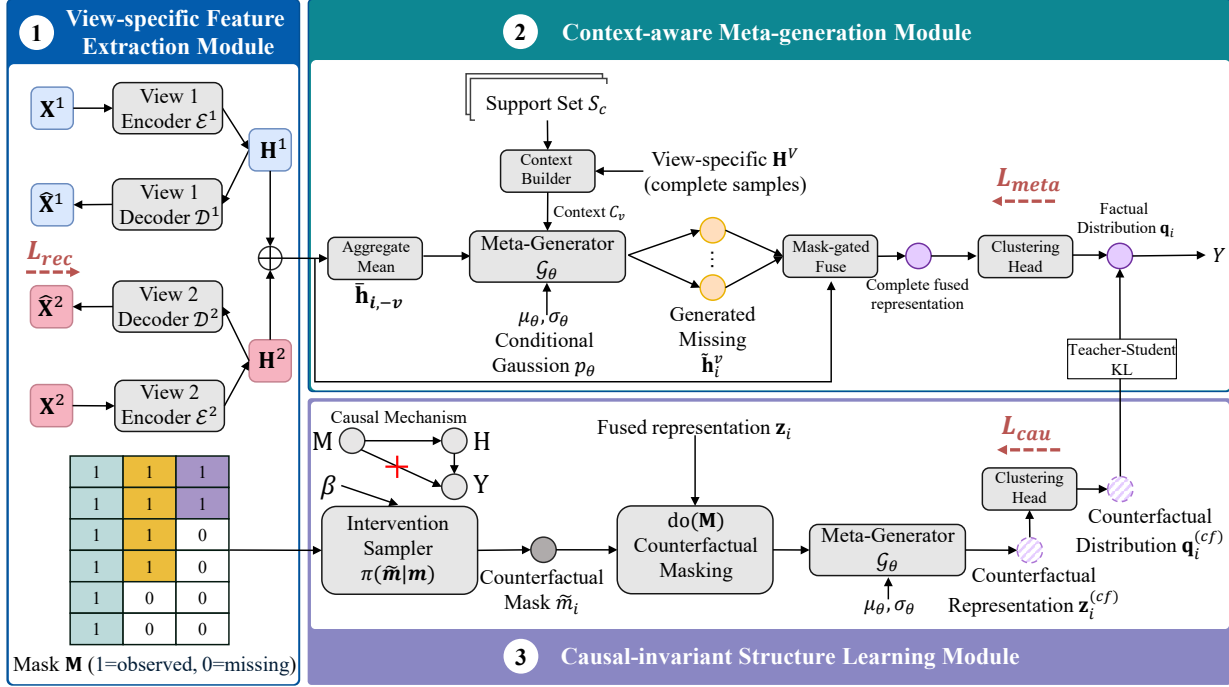 1
View-specific Feature
Extraction Module
X¹
View 1
Encoder ℰ¹
H¹
X̂¹
View 1
Decoder 𝒟¹
L_rec
X̂²
View 2
Decoder 𝒟²
H²
X²
View 2
Encoder ℰ²
1 1 1
1 1 1
1 1 0
1 1 0
1 0 0
1 0 0
Mask M (1=observed, 0=missing)
2
Context-aware Meta-generation Module
Support Set S_c
Context
Builder
View-specific H^V
(complete samples)
Context C_v
Aggregate
Mean
h̄_{i,-v}
Meta-Generator
𝒢_θ
μ_θ, σ_θ
Conditional
Gaussian p_θ
⋮
Generated
Missing
h̃_i^v
Mask-gated
Fuse
Complete fused
representation
L_meta
Clustering
Head
Factual
Distribution q_i
Y
Teacher-Student
KL
Causal Mechanism
M
H
Y
β
Intervention
Sampler
π(m̃|m)
Counterfactual
Mask m̃_i
Fused representation z_i
do(M)
Counterfactual
Masking
Meta-Generator
𝒢_θ
μ_θ, σ_θ
L_cau
Clustering
Head
Counterfactual
Representation z_i^{(cf)}
Counterfactual
Distribution q_i^{(cf)}
3
Causal-invariant Structure Learning Module